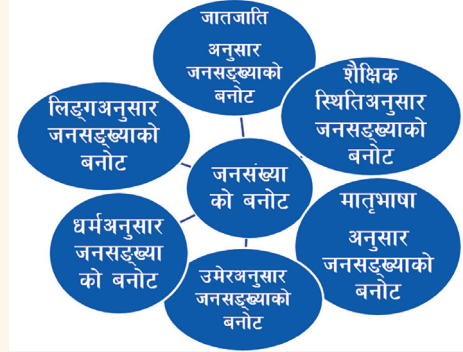 जातजाति
अनुसार
जनसङ्ख्याको
बनोट
शैक्षिक
स्थितिअनुसार
जनसङ्ख्याको
बनोट
मातृभाषा
अनुसार
जनसङ्ख्याको
बनोट
उमेरअनुसार
जनसङ्ख्याको
बनोट
धर्मअनुसार
जनसङ्ख्या
को बनोट
लिङ्गअनुसार
जनसङ्ख्याको
बनोट
जनसंख्या
को बनोट